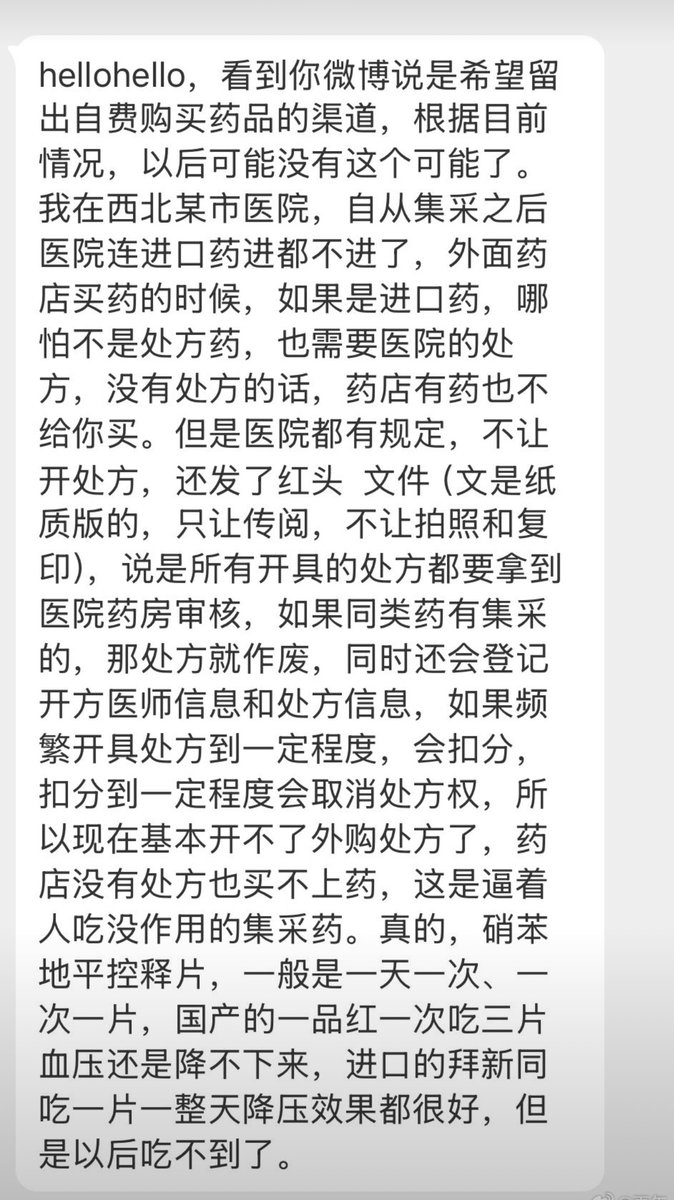 hellohello，看到你微博说是希望留
出自费购买药品的渠道，根据目前
情况，以后可能没有这个可能了。
我在西北某市医院，自从集采之后
医院连进口药进都不进了，外面药
店买药的时候，如果是进口药，哪
怕不是处方药，也需要医院的处
方，没有处方的话，药店有药也不
给你买。但是医院都有规定，不让
开处方，还发了红头 文件（文是纸
质版的，只让传阅，不让拍照和复
印），说是所有开具的处方都要拿到
医院药房审核，如果同类药有集采
的，那处方就作废，同时还会登记
开方医师信息和处方信息，如果频
繁开具处方到一定程度，会扣分，
扣分到一定程度会取消处方权，所
以现在基本开不了外购处方了，药
店没有处方也买不上药，这是逼着
人吃没作用的集采药。真的，硝苯
地平控释片，一般是一天一次、一
次一片，国产的一品红一次吃三片
血压还是降不下来，进口的拜新同
吃一片一整天降压效果都很好，但
是以后吃不到了。